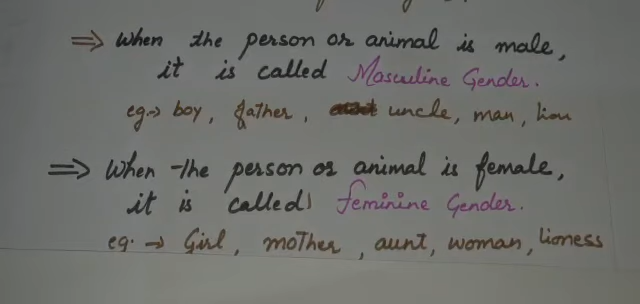 ⇒ When the person or animal is male,
it is called Masculine Gender.
eg → boy, father, uncle, man, lion
⇒ When the person or animal is female,
it is called feminine Gender.
eg. → Girl, mother, aunt, woman, lioness